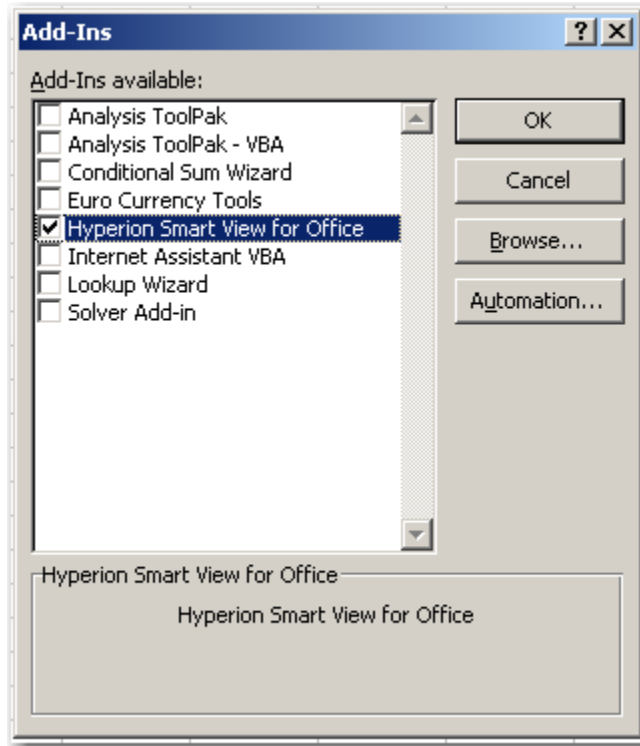 Add-Ins
Add-Ins available:
Analysis ToolPak
Analysis ToolPak - VBA
Conditional Sum Wizard
Euro Currency Tools
Hyperion Smart View for Office
Internet Assistant VBA
Lookup Wizard
Solver Add-in
OK
Cancel
Browse...
Automation...
Hyperion Smart View for Office
Hyperion Smart View for Office